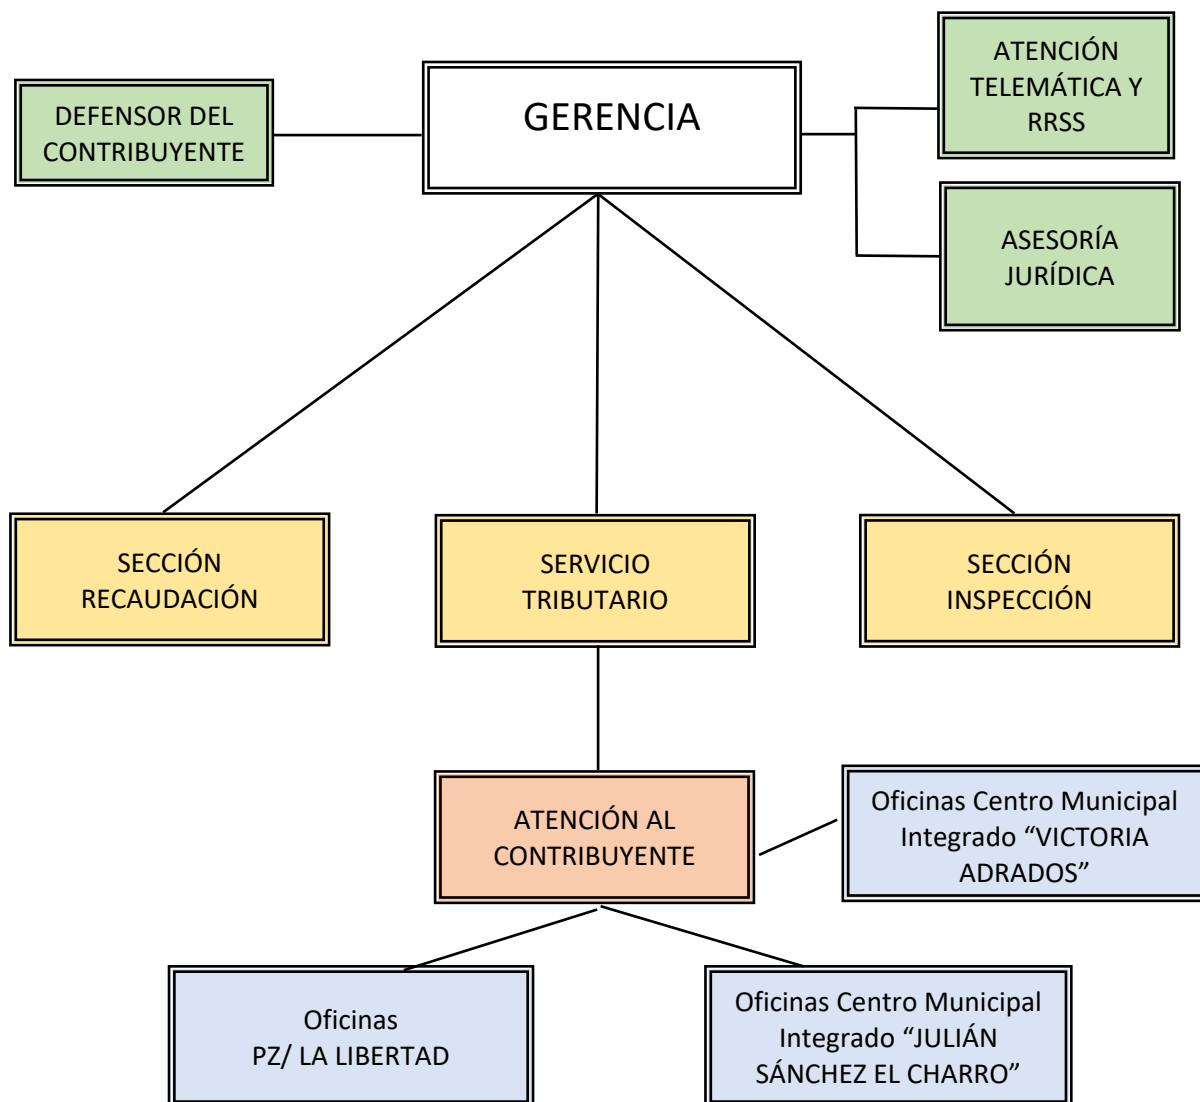 DEFENSOR DEL
CONTRIBUYENTE
GERENCIA
ATENCIÓN
TELEMÁTICA Y
RRSS
ASESORÍA
JURÍDICA
SECCIÓN
RECAUDACIÓN
SERVICIO
TRIBUTARIO
SECCIÓN
INSPECCIÓN
ATENCIÓN AL
CONTRIBUYENTE
Oficinas Centro Municipal
Integrado “VICTORIA
ADRADOS”
Oficinas
PZ/ LA LIBERTAD
Oficinas Centro Municipal
Integrado “JULIÁN
SÁNCHEZ EL CHARRO”